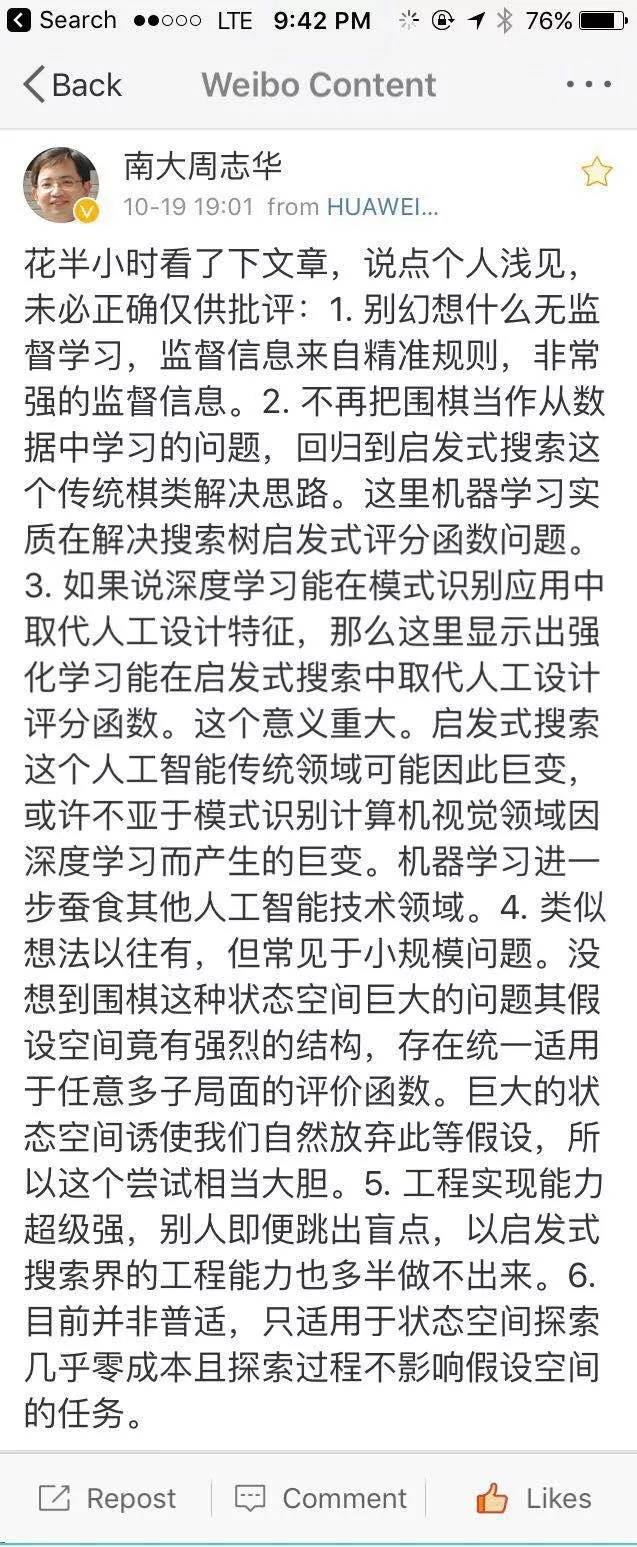 Search LTE 9:42 PM 76%
Back Weibo Content
南大周志华
10-19 19:01 from HUAWEI...
花半小时看了下文章，说点个人浅见，
未必正确仅供批评：1. 别幻想什么无监
督学习，监督信息来自精准规则，非常
强的监督信息。2. 不再把围棋当作从数
据中学习的问题，回归到启发式搜索这
个传统棋类解决思路。这里机器学习实
质在解决搜索树启发式评分函数问题。
3. 如果说深度学习能在模式识别应用中
取代人工设计特征，那么这里显示出强
化学习能在启发式搜索中取代人工设计
评分函数。这个意义重大。启发式搜索
这个人工智能传统领域可能因此巨变，
或许不亚于模式识别计算机视觉领域因
深度学习而产生的巨变。机器学习进一
步蚕食其他人工智能技术领域。4. 类似
想法以往有，但常见于小规模问题。没
想到围棋这种状态空间巨大的问题其假
设空间竟有强烈的结构，存在统一适用
于任意多子局面的评价函数。巨大的状
态空间诱使我们自然放弃此等假设，所
以这个尝试相当大胆。5. 工程实现能力
超级强，别人即便跳出盲点，以启发式
搜索界的工程能力也多半做不出来。6.
目前并非普适，只适用于状态空间探索
几乎零成本且探索过程不影响假设空间
的任务。
Repost Comment Likes